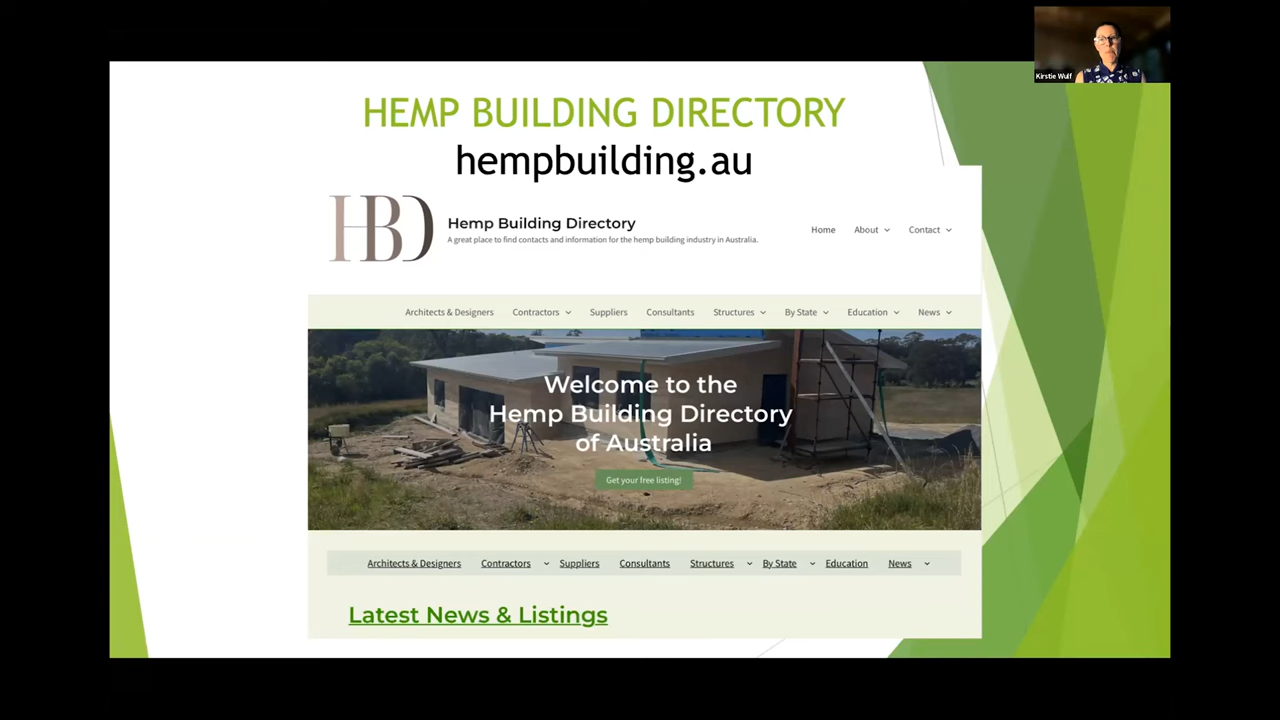 Kirstie Wulf
HEMP BUILDING DIRECTORY
hempbuilding.au
HBD
Hemp Building Directory
A great place to find contacts and information for the hemp building industry in Australia.
Home About Contact
Architects & Designers Contractors Suppliers Consultants Structures By State Education News
Welcome to the
Hemp Building Directory
of Australia
Get your free listing!
Architects & Designers Contractors Suppliers Consultants Structures By State Education News
Latest News & Listings